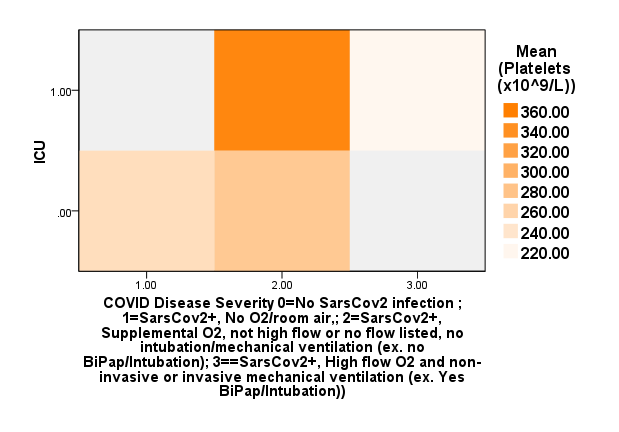 Mean
(Platelets
(x10^9/L))
360.00
340.00
320.00
300.00
280.00
260.00
240.00
220.00
ICU
1.00
.00
1.00 2.00 3.00
COVID Disease Severity 0=No SarsCov2 infection ;
1=SarsCov2+, No O2/room air,; 2=SarsCov2+,
Supplemental O2, not high flow or no flow listed, no
intubation/mechanical ventilation (ex. no
BiPap/Intubation); 3==SarsCov2+, High flow O2 and non-
invasive or invasive mechanical ventilation (ex. Yes
BiPap/Intubation))